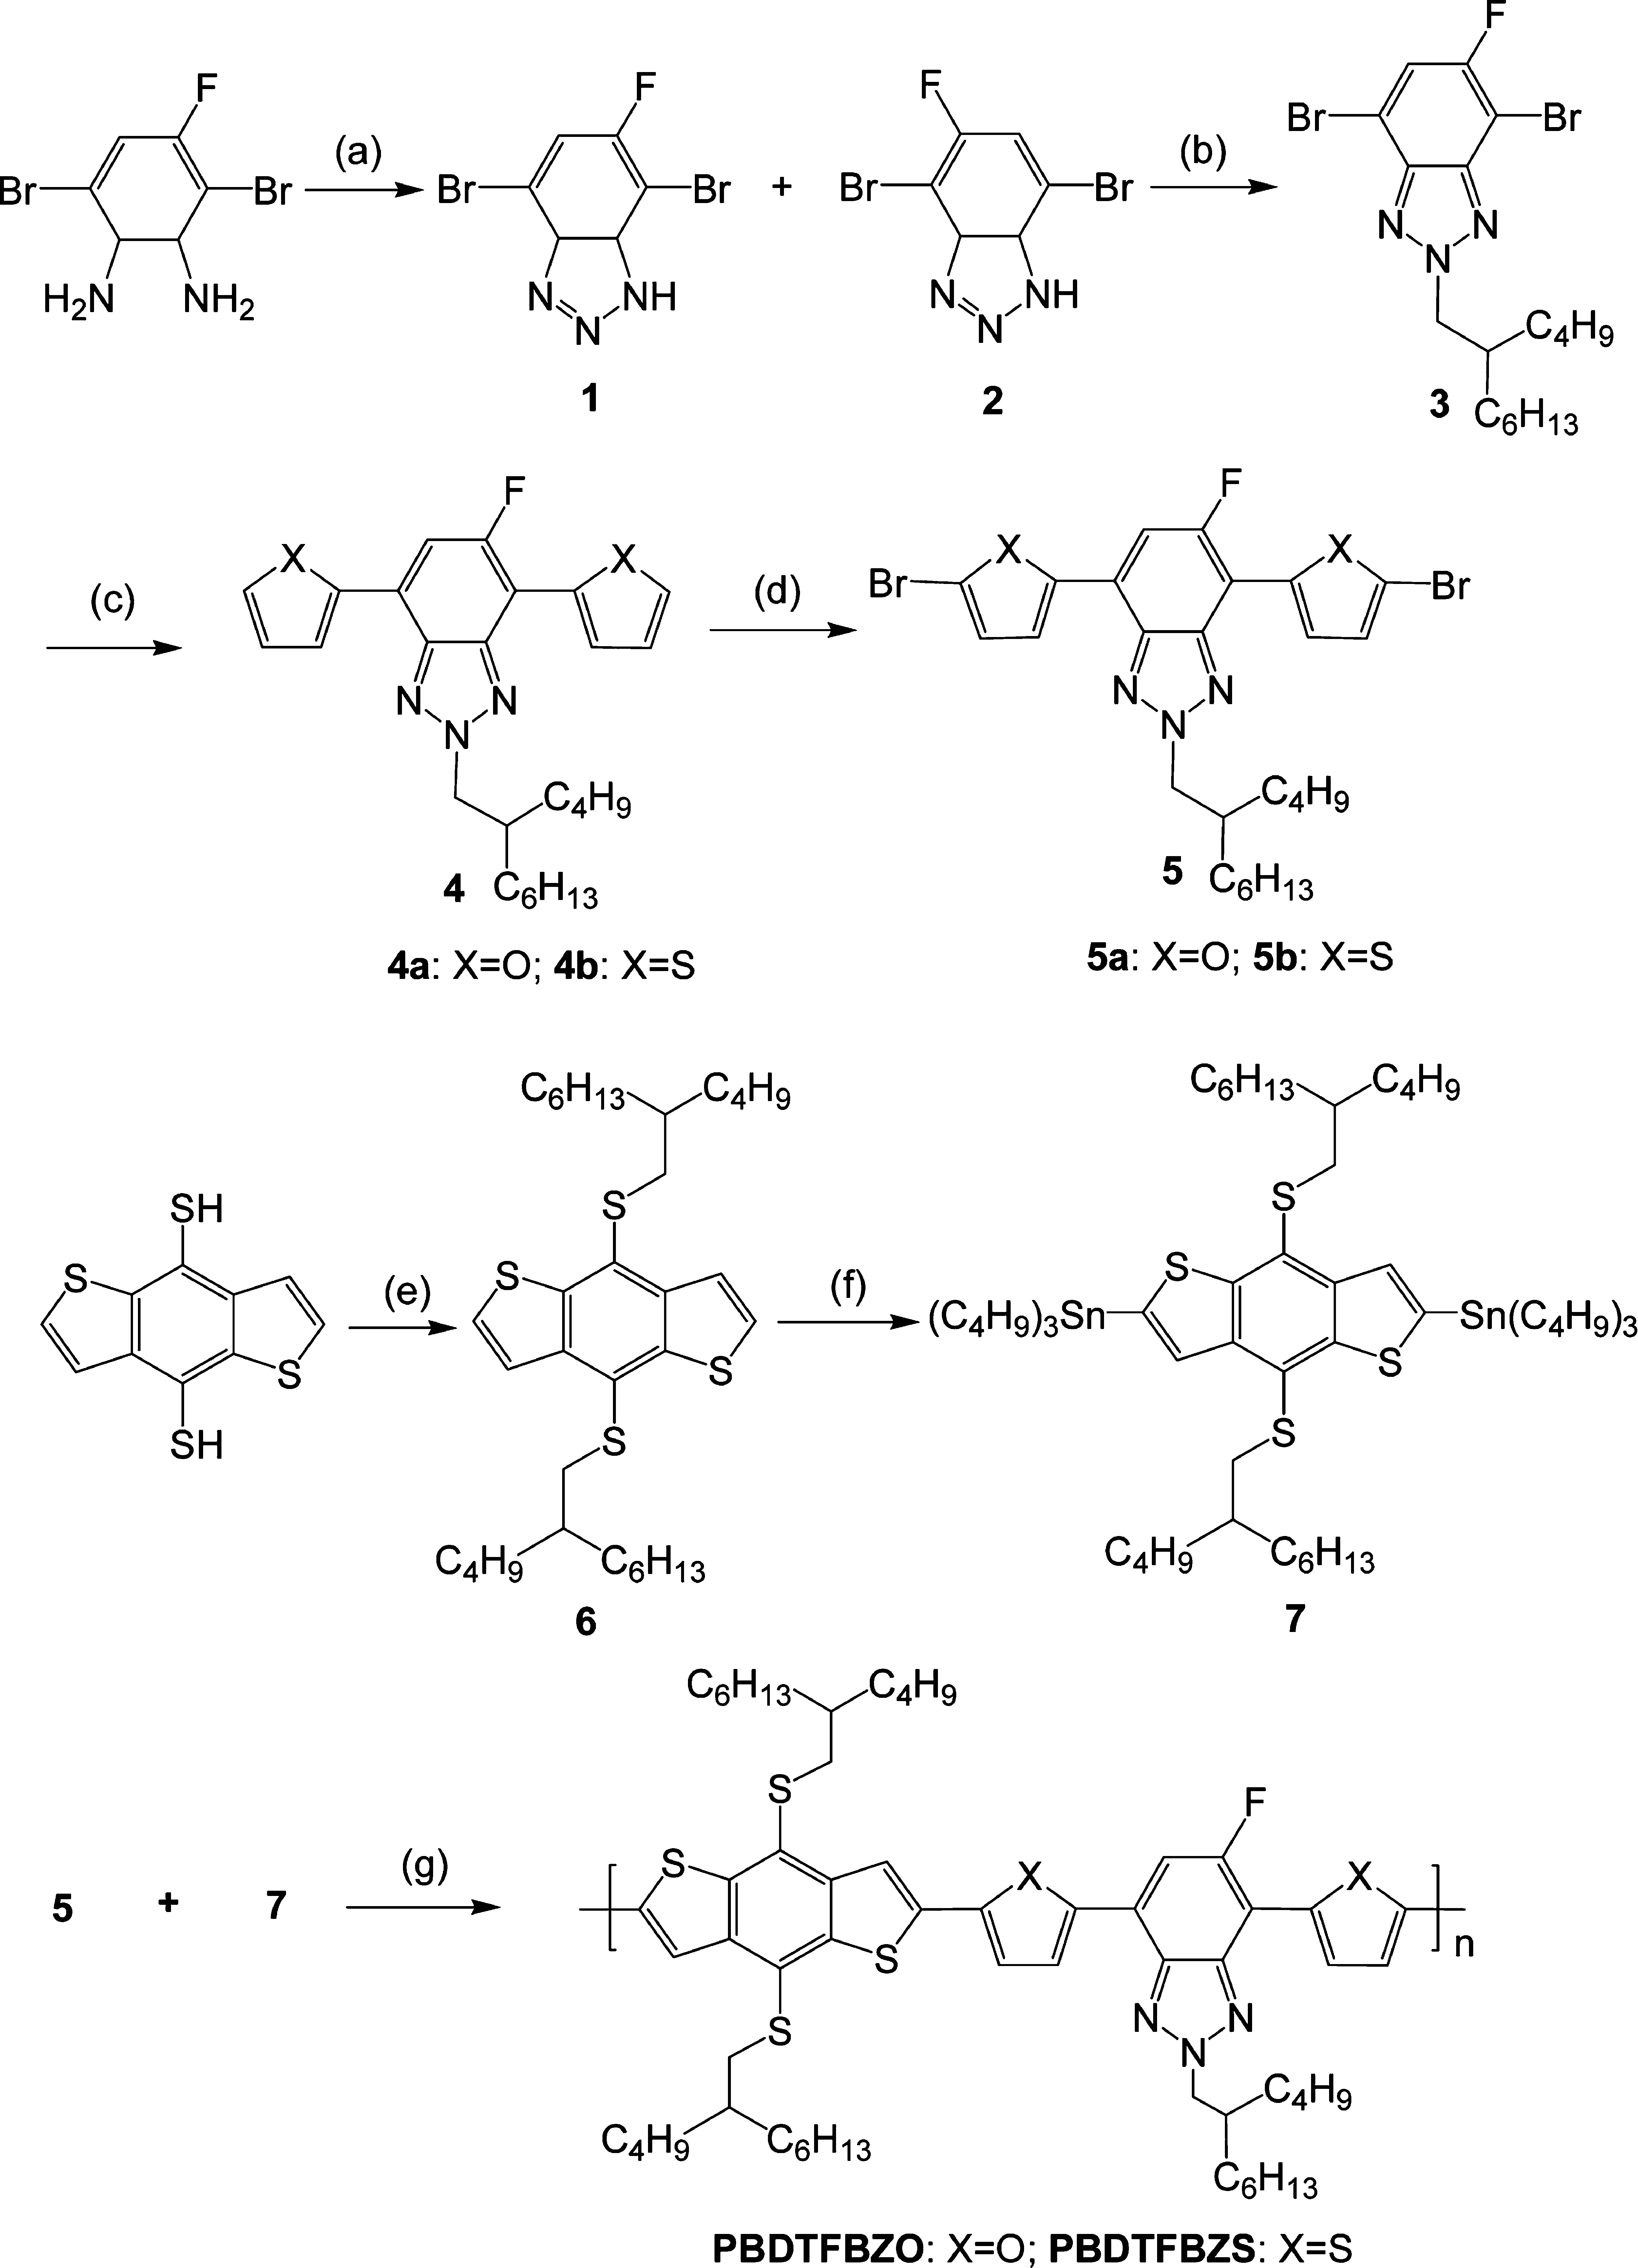 F F F F
Br Br (a) Br Br + Br Br (b) Br Br
H2N NH2 N N NH N N NH N N N
C4H9
1 2 3 C6H13
F F
X X Br X X Br
(c) (d)
N N N N N N
C4H9 C4H9
4 C6H13 5 C6H13
4a: X=O; 4b: X=S 5a: X=O; 5b: X=S
C6H13 C4H9 C6H13 C4H9
SH S S
S S (e) S S (f) (C4H9)3Sn S S Sn(C4H9)3
SH S S
C4H9 C6H13 C4H9 C6H13
6 7
C6H13 C4H9
S F
5 + 7 (g) S S X X n
S N N N
C4H9
C4H9 C6H13
C6H13
PBDTFBZO: X=O; PBDTFBZS: X=S